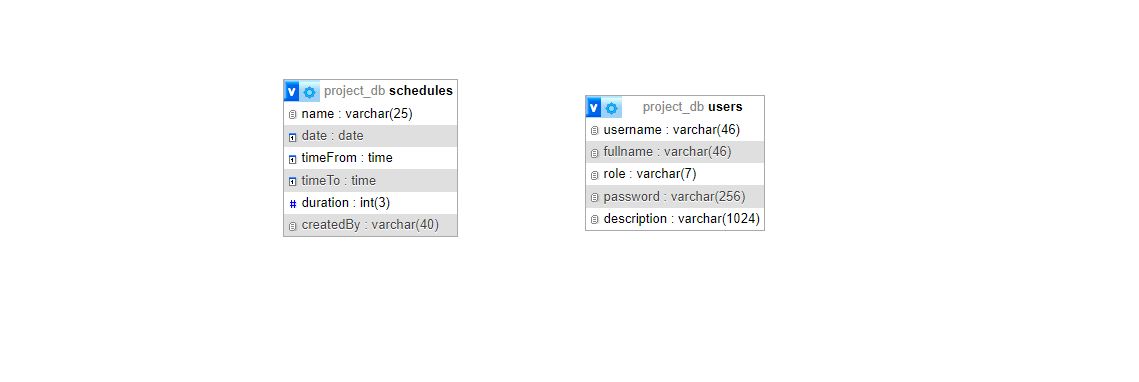 v project_db schedules
name : varchar(25)
date : date
timeFrom : time
timeTo : time
# duration : int(3)
createdBy : varchar(40)
v project_db users
username : varchar(46)
fullname : varchar(46)
role : varchar(7)
password : varchar(256)
description : varchar(1024)